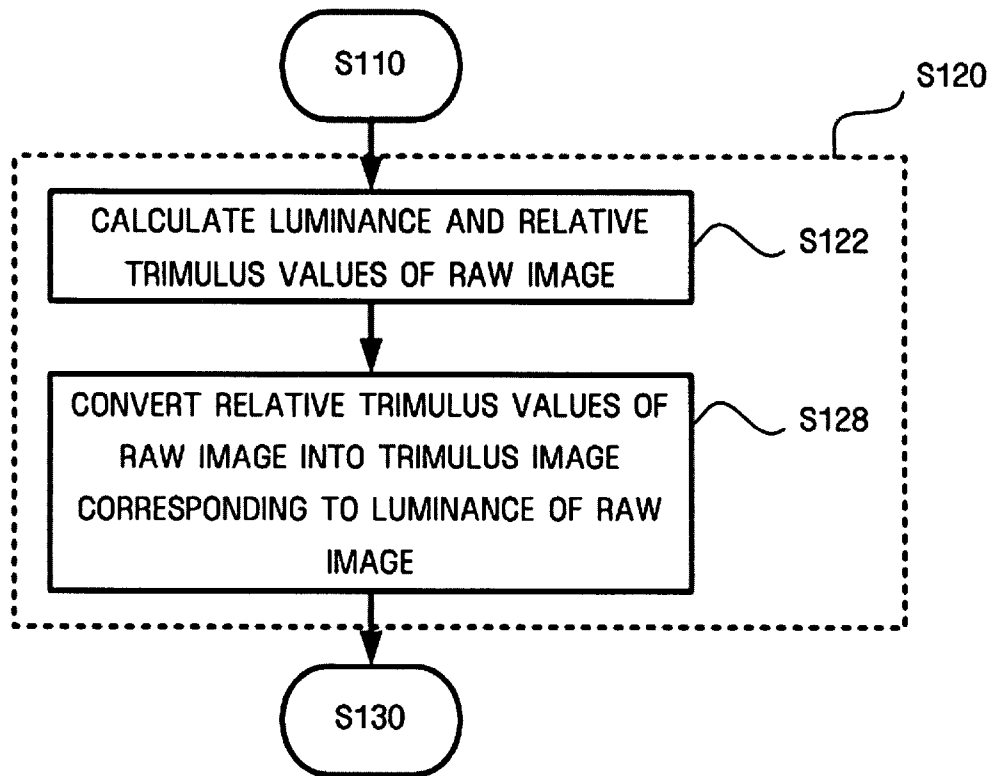 S110
S120
CALCULATE LUMINANCE AND RELATIVE
TRIMULUS VALUES OF RAW IMAGE
S122
CONVERT RELATIVE TRIMULUS VALUES OF
RAW IMAGE INTO TRIMULUS IMAGE
CORRESPONDING TO LUMINANCE OF RAW
IMAGE
S128
S130